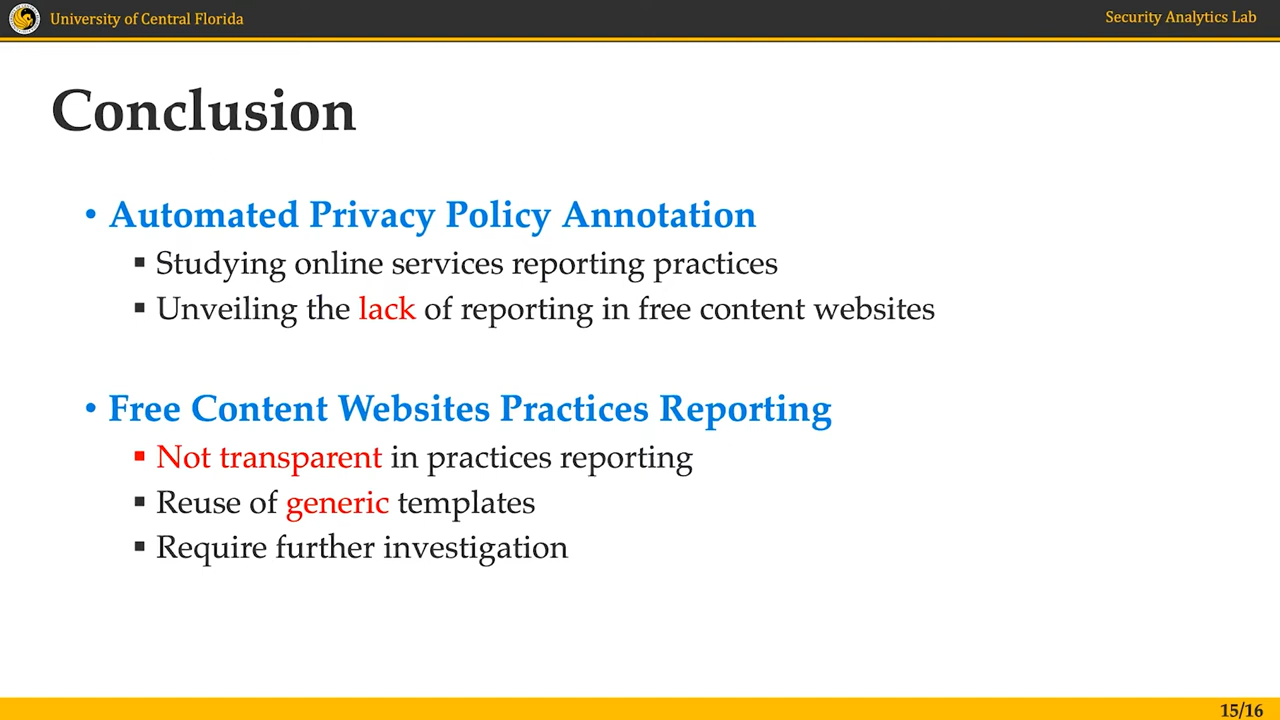 University of Central Florida
Security Analytics Lab
Conclusion
• Automated Privacy Policy Annotation
▪ Studying online services reporting practices
▪ Unveiling the lack of reporting in free content websites
• Free Content Websites Practices Reporting
▪ Not transparent in practices reporting
▪ Reuse of generic templates
▪ Require further investigation
15/16